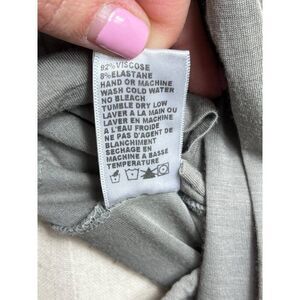 92%VISCOSE
8%ELASTANE
HAND OR MACHINE
WASH COLD WATER
NO BLEACH
TUMBLE DRY LOW
LAVER A LA MAIN OU
LAVER EN MACHINE
A L'EAU FROIDE
NE PAS D'AGENT DE
BLANCHIMENT
SECHAGE EN
MACHINE A BASSE
TEMPERATURE